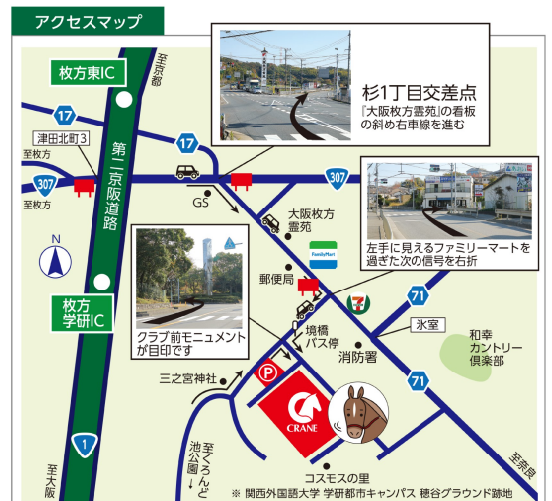 アクセスマップ
至京都
枚方東IC
17
津田北町3
至枚方
307
至枚方
第二京阪道路
17
GS
307
杉1丁目交差点
『大阪枚方霊苑』の看板
の斜め右車線を進む
大阪枚方
霊苑
FamilyMart
郵便局
左手に見えるファミリーマートを
過ぎた次の信号を右折
N
枚方
学研IC
クラブ前モニュメント
が目印です
境橋
バス停
消防署
氷室
71
71
和幸
カントリー
倶楽部
三之宮神社
P
CRANE
1
至大阪
至くろんど
池公園→
コスモスの里
至奈良
※ 関西外国語大学 学研都市キャンパス 穂谷グラウンド跡地